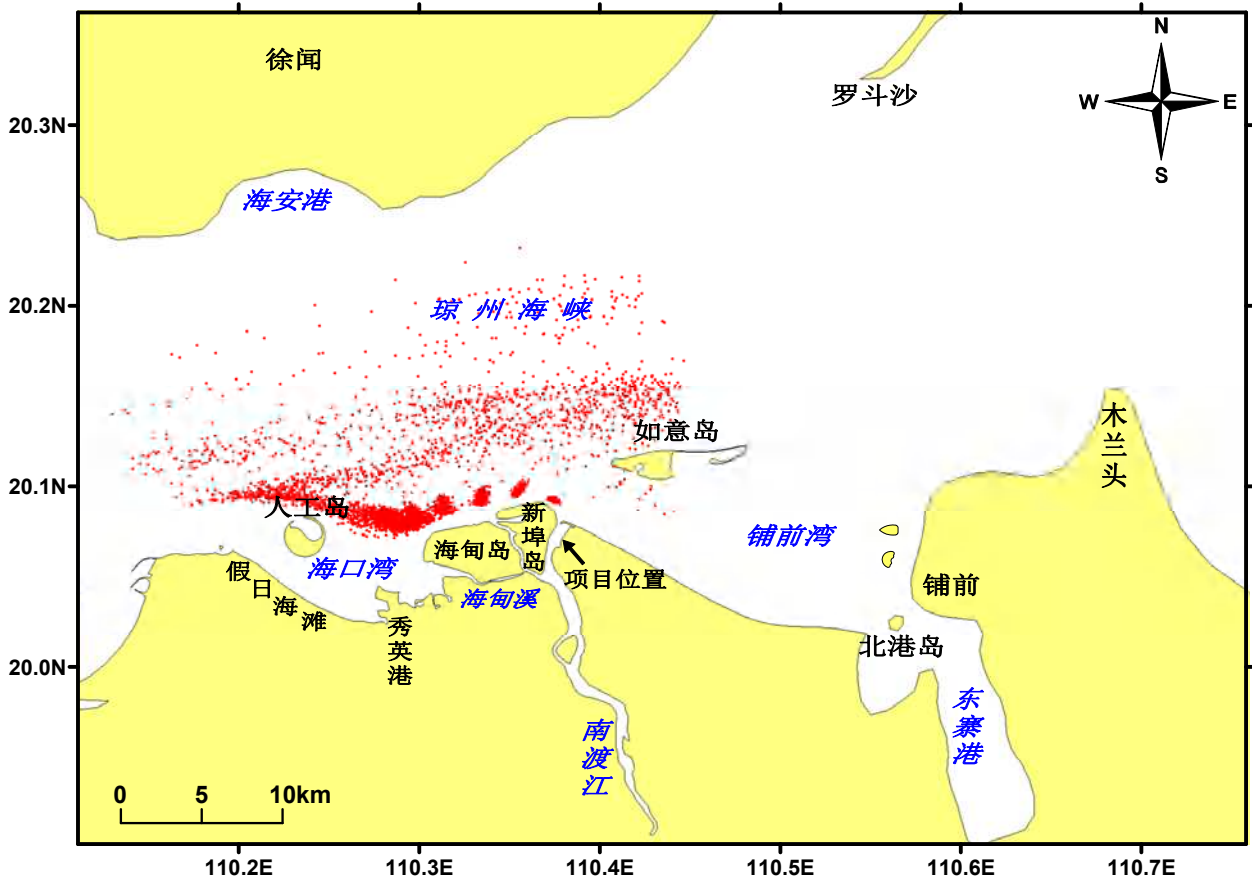 徐闻
罗斗沙
N
W
E
S
20.3N
海安港
20.2N
琼州海峡
如意岛
木兰头
20.1N
人工岛
新埠岛
铺前湾
海甸岛
海口湾
项目位置
假日海滩
海甸溪
铺前
秀英港
北港岛
20.0N
东寨港
南渡江
0 5 10km
110.2E 110.3E 110.4E 110.5E 110.6E 110.7E